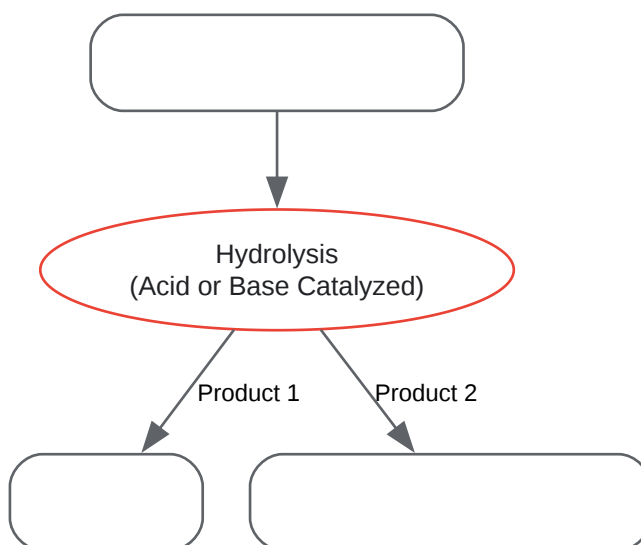 Hydrolysis
(Acid or Base Catalyzed)
Product 1
Product 2